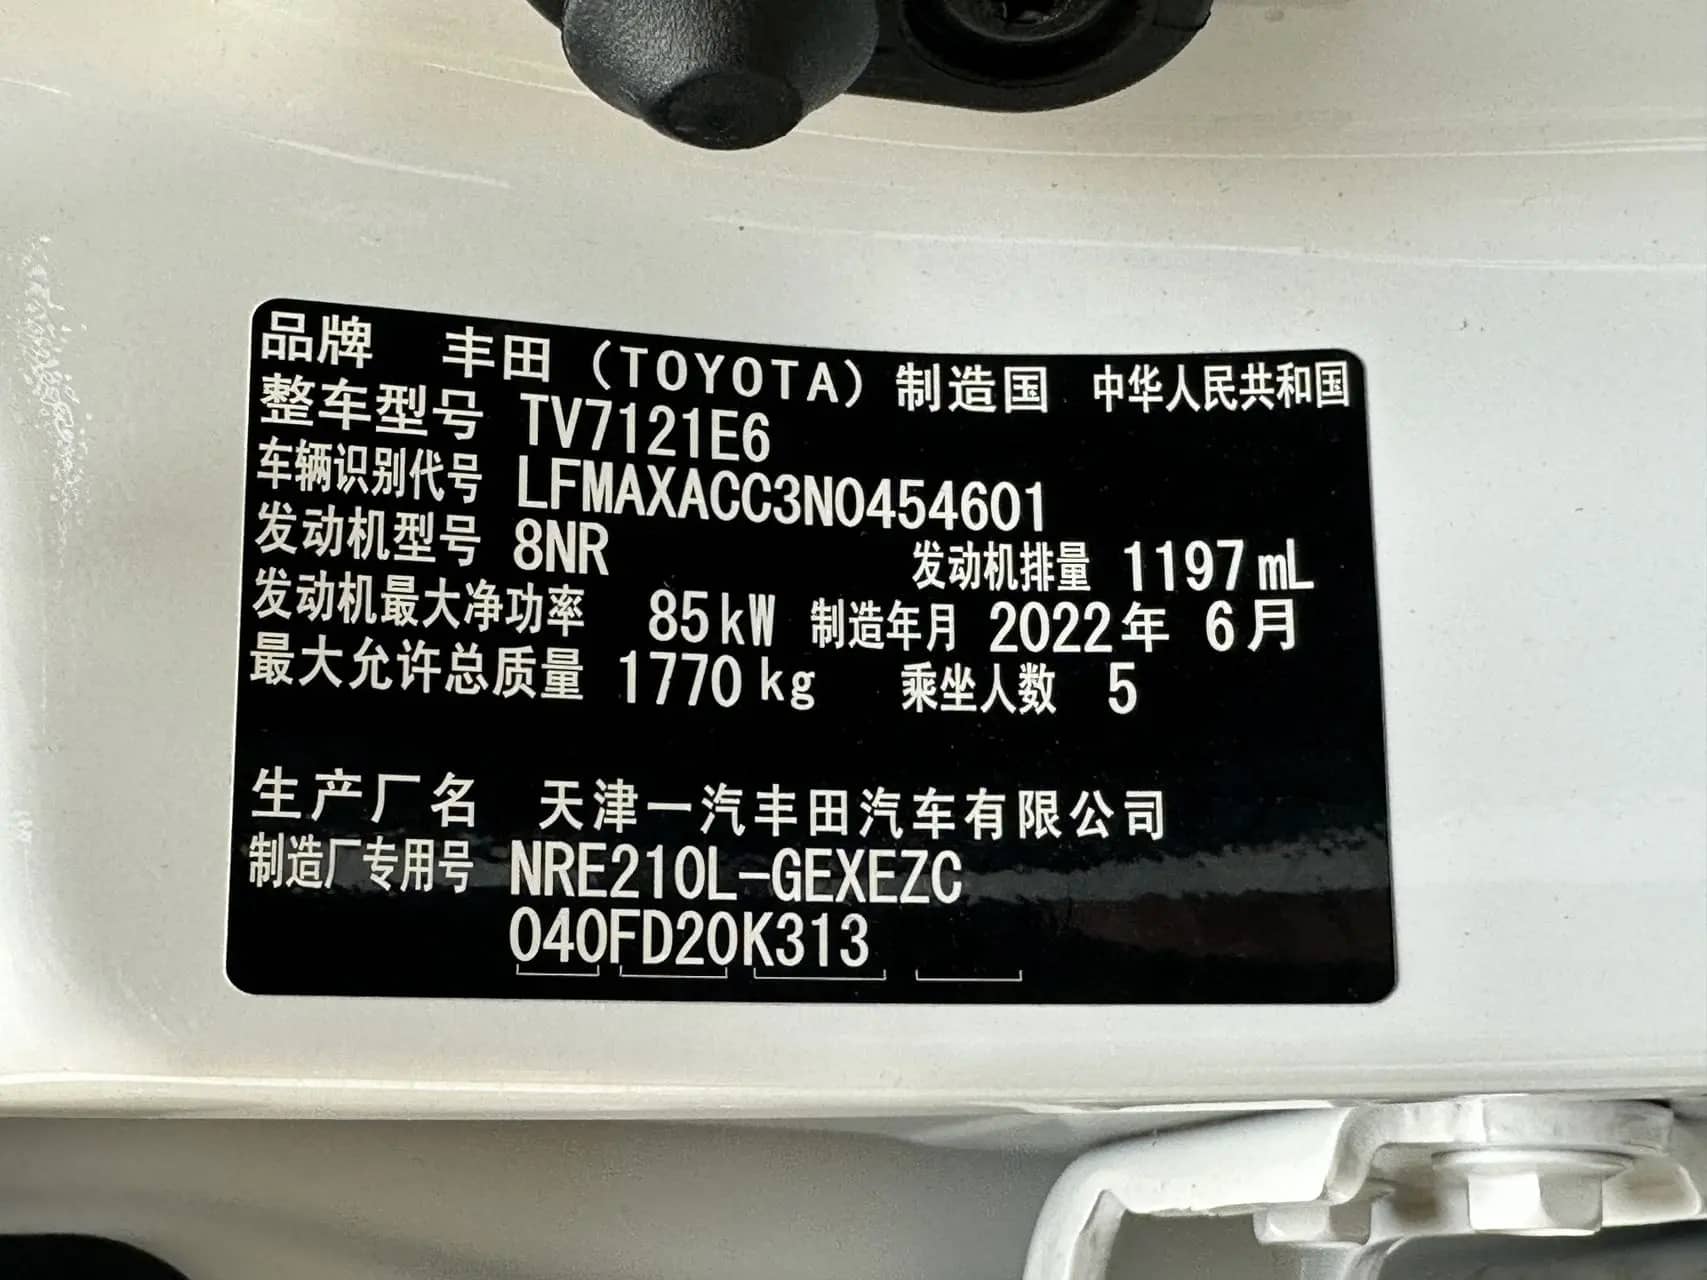 品牌 丰田（TOYOTA）制造国 中华人民共和国
整车型号 TV7121E6
车辆识别代号 LFMAXACC3N0454601
发动机型号 8NR 发动机排量 1197mL
发动机最大净功率 85kW 制造年月 2022年 6月
最大允许总质量 1770kg 乘坐人数 5
生产厂名 天津一汽丰田汽车有限公司
制造厂专用号 NRE210L-GEXEZC
040FD20K313